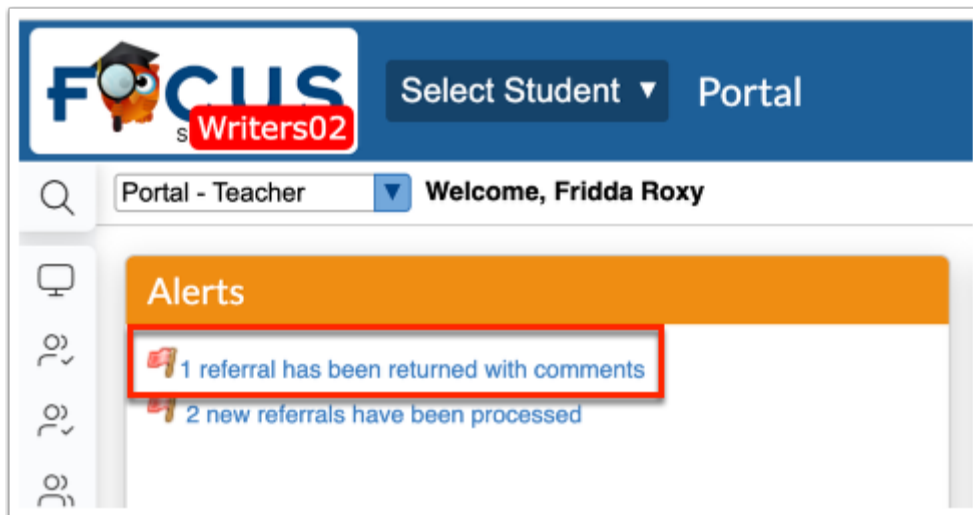 FOCUS
S
Writers02
Select Student ▼
Portal
Portal - Teacher
Welcome, Fridda Roxy
Alerts
1 referral has been returned with comments
2 new referrals have been processed